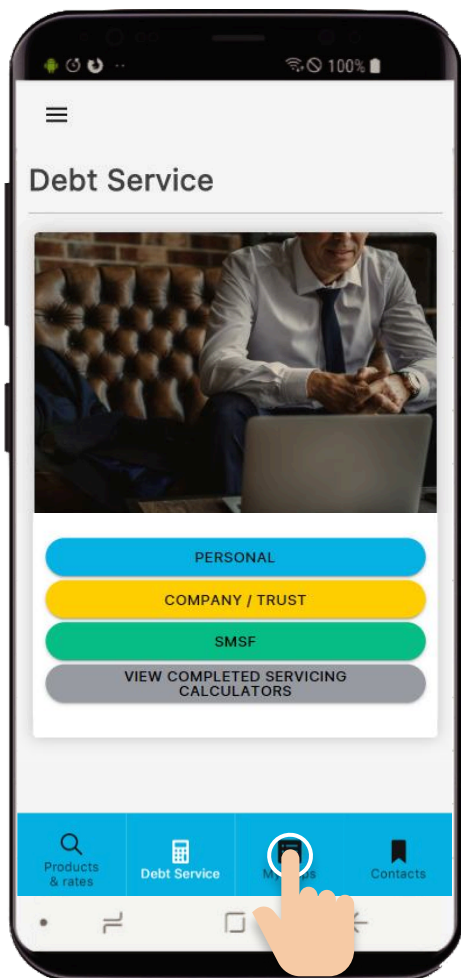 100%
Debt Service
PERSONAL
COMPANY / TRUST
SMSF
VIEW COMPLETED SERVICING
CALCULATORS
Products
& rates
Debt Service
Contacts